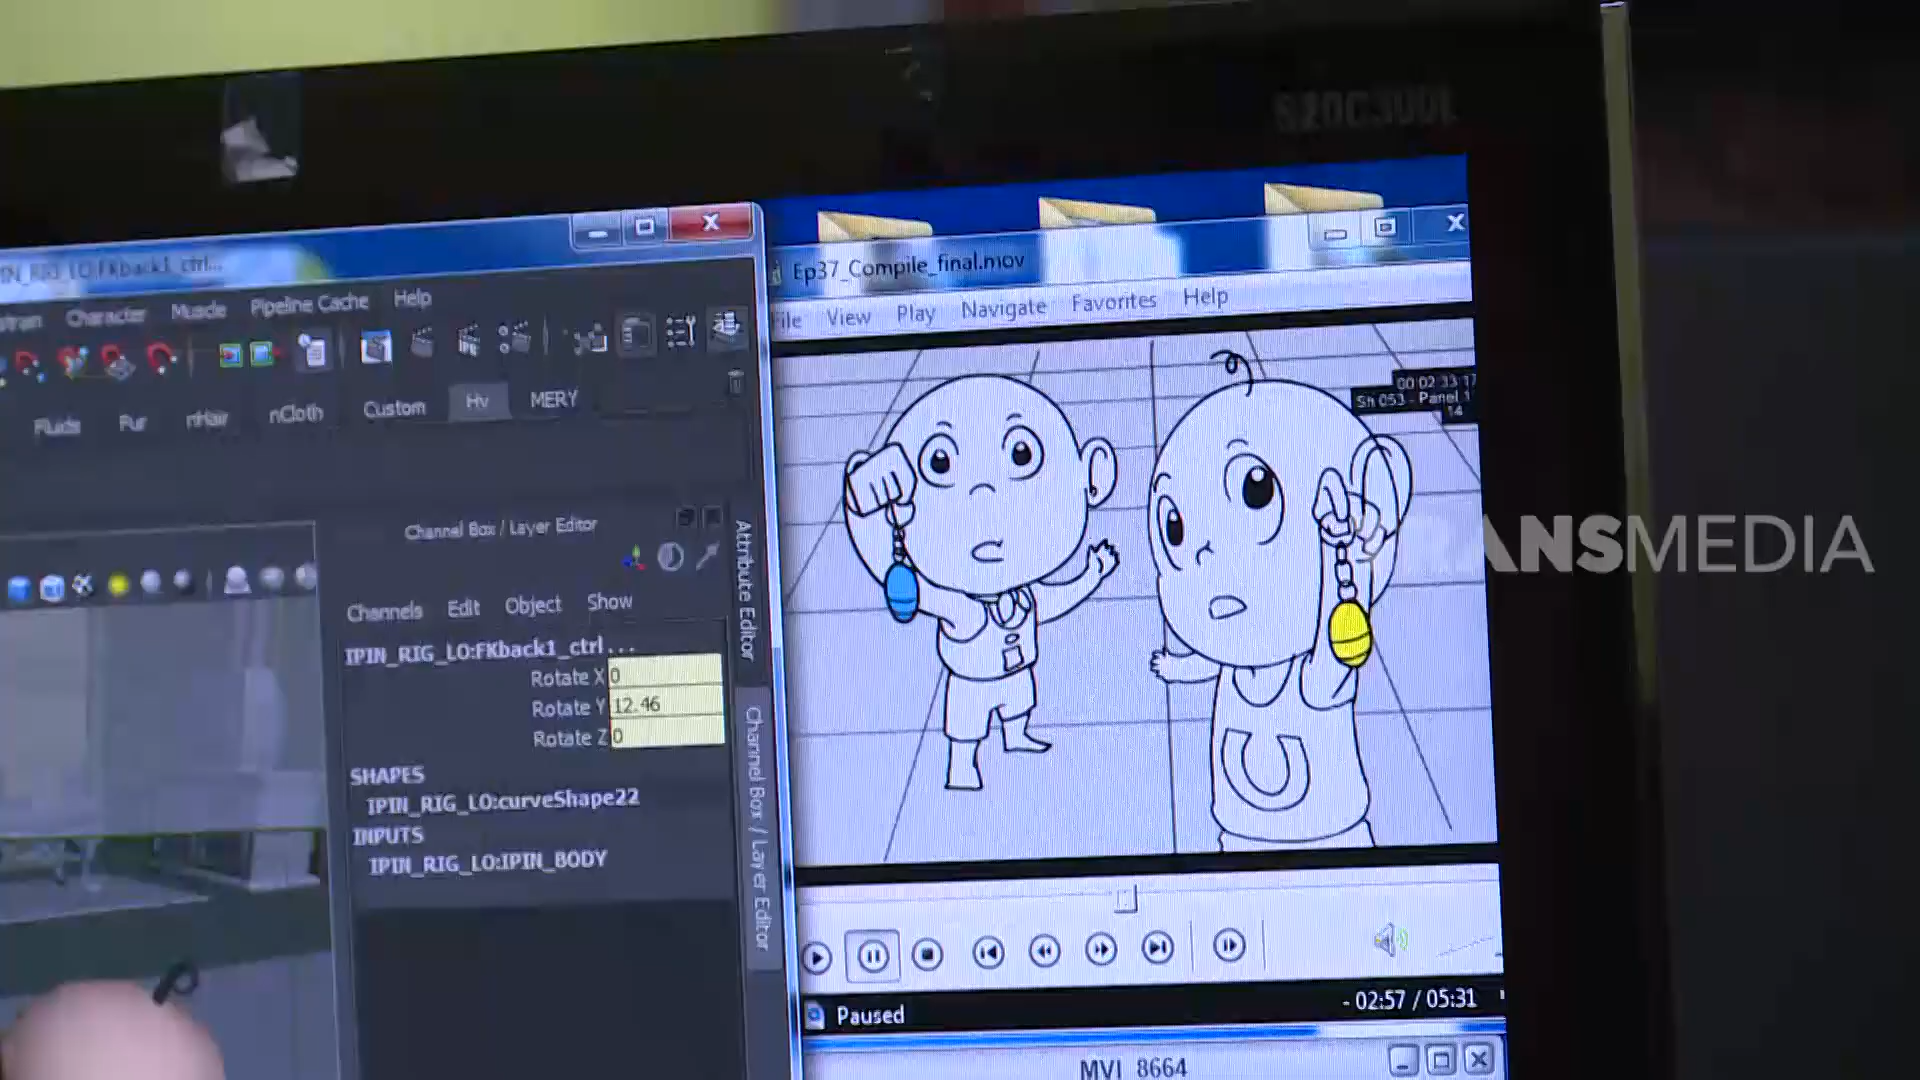 S20C300L
Ep37_Compile_final.mov
File View Play Navigate Favorites Help
Character Muscle Pipeline Cache Help
Fluids Fur nHair nCloth Custom Hv MERY
00:02:33:17
Sn 053 - Panel 1
14
Channel Box / Layer Editor
Attribute Editor
Channels Edit Object Show
IPIN_RIG_LO:FKback1_ctrl...
Rotate X 0
Rotate Y 12.46
Rotate Z 0
SHAPES
IPIN_RIG_LO:curveShape22
INPUTS
IPIN_RIG_LO:IPIN_BODY
Channel Box / Layer Editor
ANSMEDIA
Paused
- 02:57 / 05:31
MVI_8664